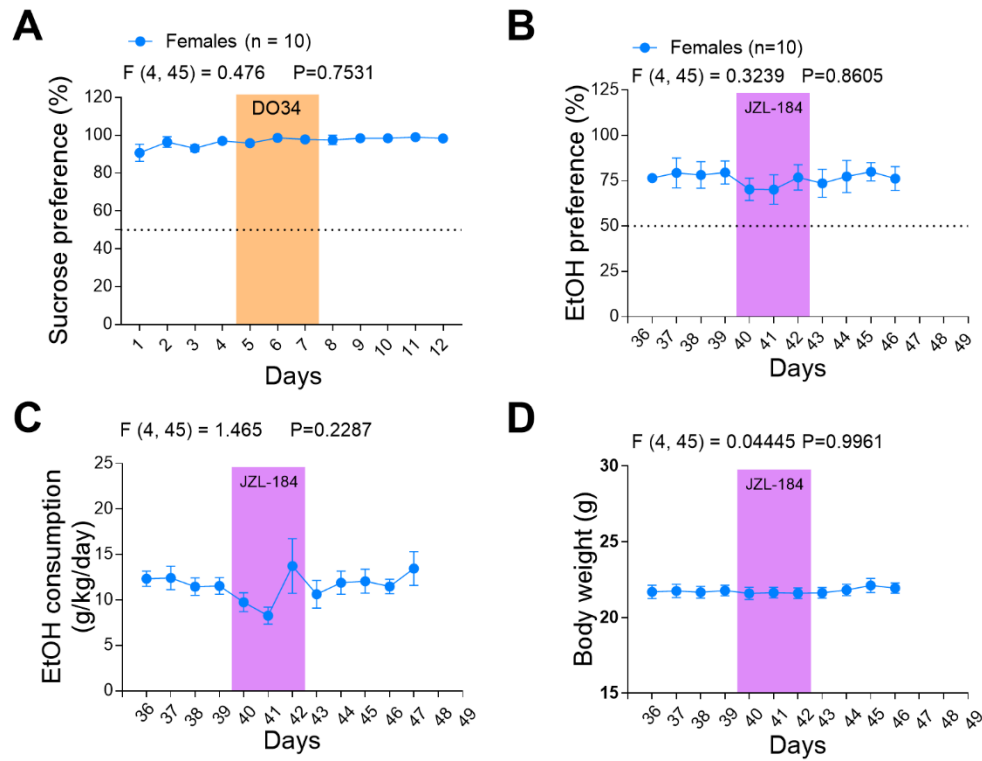 A
Females (n = 10)
F (4, 45) = 0.476 P=0.7531
DO34
Sucrose preference (%)
120
100
80
60
40
20
0
1 2 3 4 5 6 7 8 9 10 11 12
Days
B
Females (n=10)
F (4, 45) = 0.3239 P=0.8605
JZL-184
EtOH preference (%)
125
100
75
50
25
0
36 37 38 39 40 41 42 43 44 45 46 47 48 49
Days
C
F (4, 45) = 1.465 P=0.2287
JZL-184
EtOH consumption
(g/kg/day)
25
20
15
10
5
0
36 37 38 39 40 41 42 43 44 45 46 47 49
Days
D
F (4, 45) = 0.04445 P=0.9961
JZL-184
Body weight (g)
30
25
20
15
36 37 38 39 40 41 42 43 44 45 46 47 48 49
Days